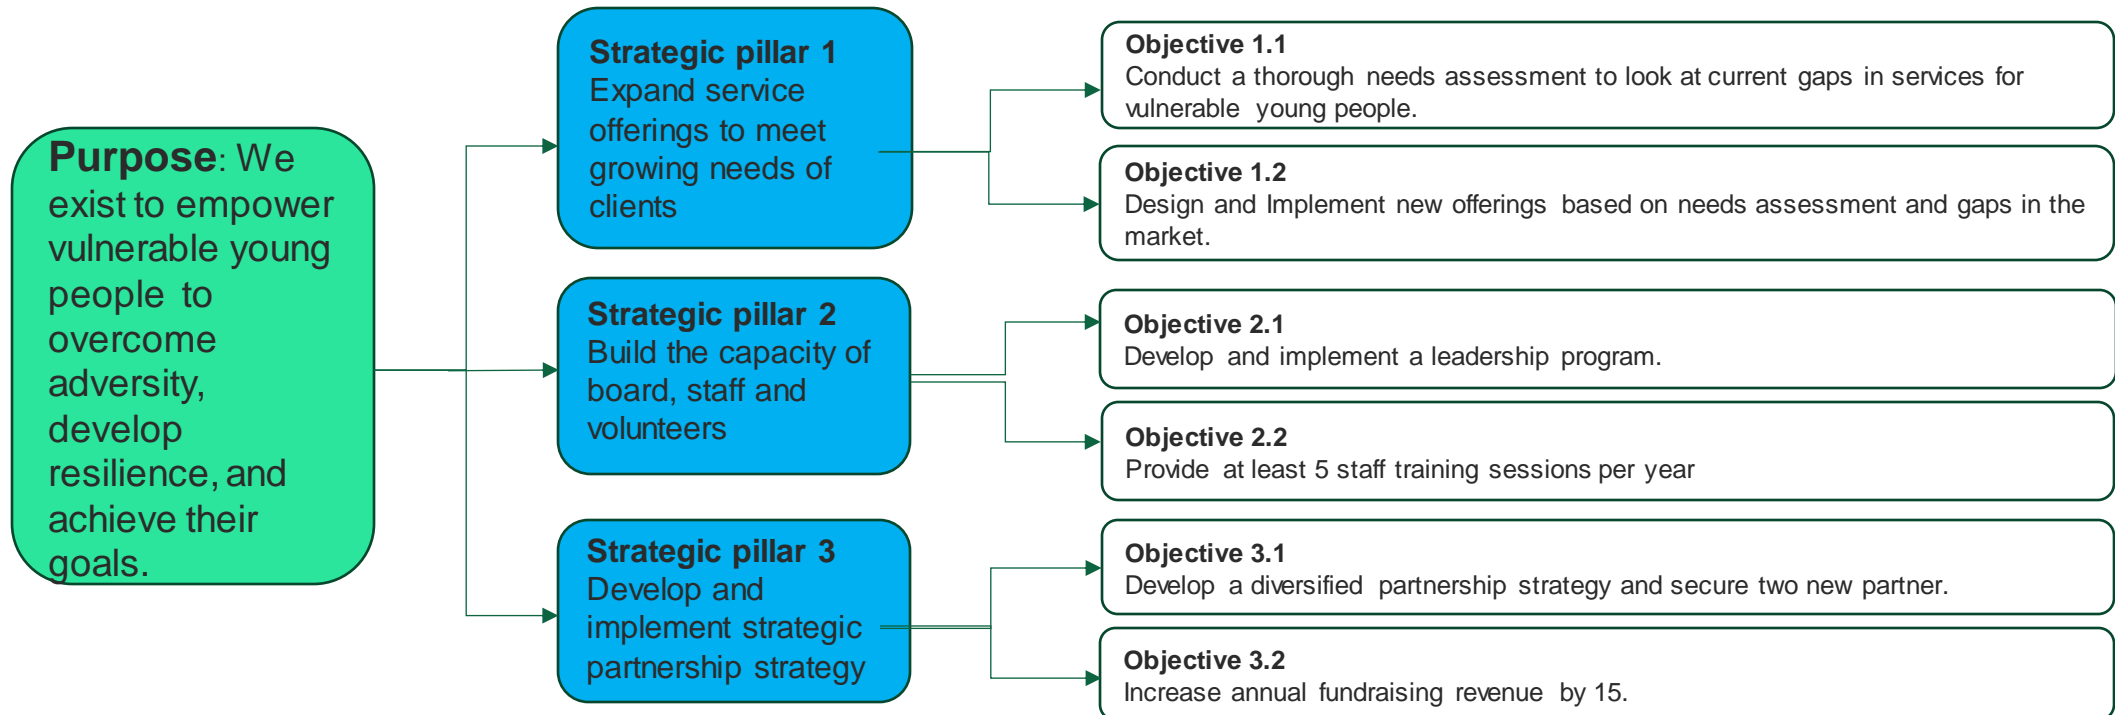 Purpose: We
exist to empower
vulnerable young
people to
overcome
adversity,
develop
resilience, and
achieve their
goals.
Strategic pillar 1
Expand service
offerings to meet
growing needs of
clients
Objective 1.1
Conduct a thorough needs assessment to look at current gaps in services for
vulnerable young people.
Objective 1.2
Design and Implement new offerings based on needs assessment and gaps in the
market.
Strategic pillar 2
Build the capacity of
board, staff and
volunteers
Objective 2.1
Develop and implement a leadership program.
Objective 2.2
Provide at least 5 staff training sessions per year
Strategic pillar 3
Develop and
implement strategic
partnership strategy
Objective 3.1
Develop a diversified partnership strategy and secure two new partner.
Objective 3.2
Increase annual fundraising revenue by 15.